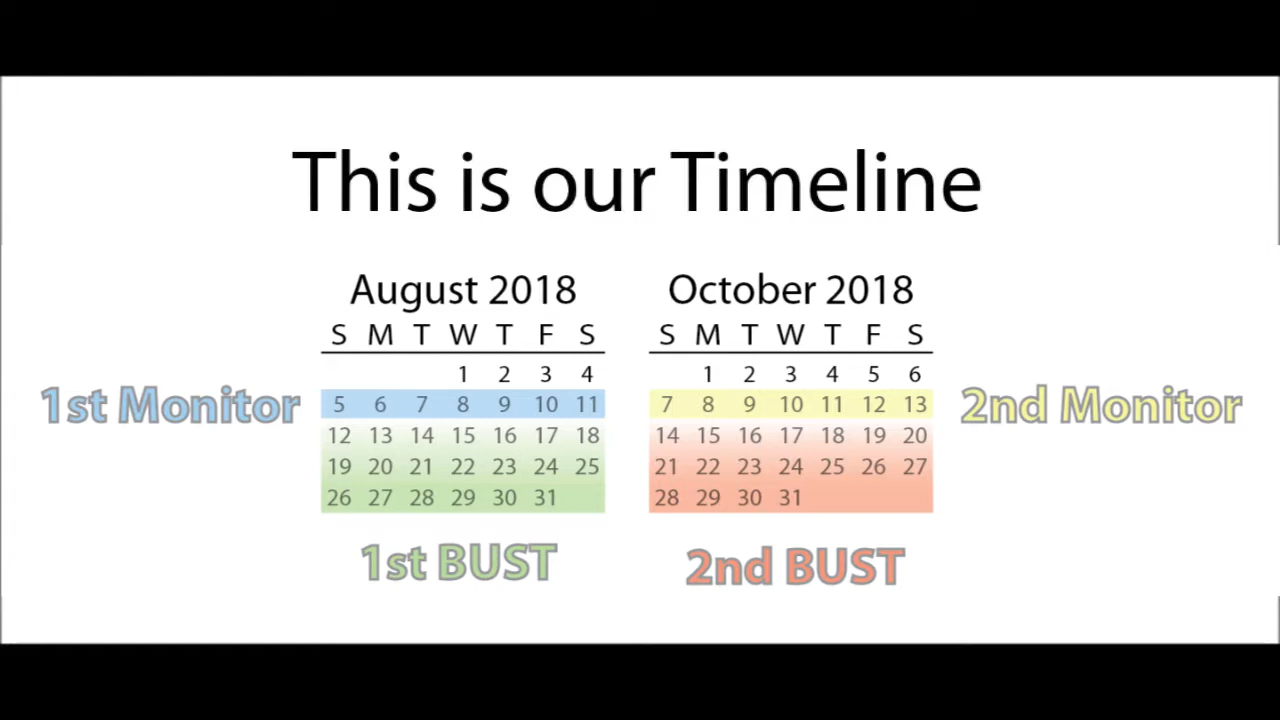 This is our Timeline
August 2018
October 2018
S M T W T F S
S M T W T F S
1 2 3 4
1 2 3 4 5 6
1st Monitor
5 6 7 8 9 10 11
7 8 9 10 11 12 13
2nd Monitor
12 13 14 15 16 17 18
14 15 16 17 18 19 20
19 20 21 22 23 24 25
21 22 23 24 25 26 27
26 27 28 29 30 31
28 29 30 31
1st BUST
2nd BUST